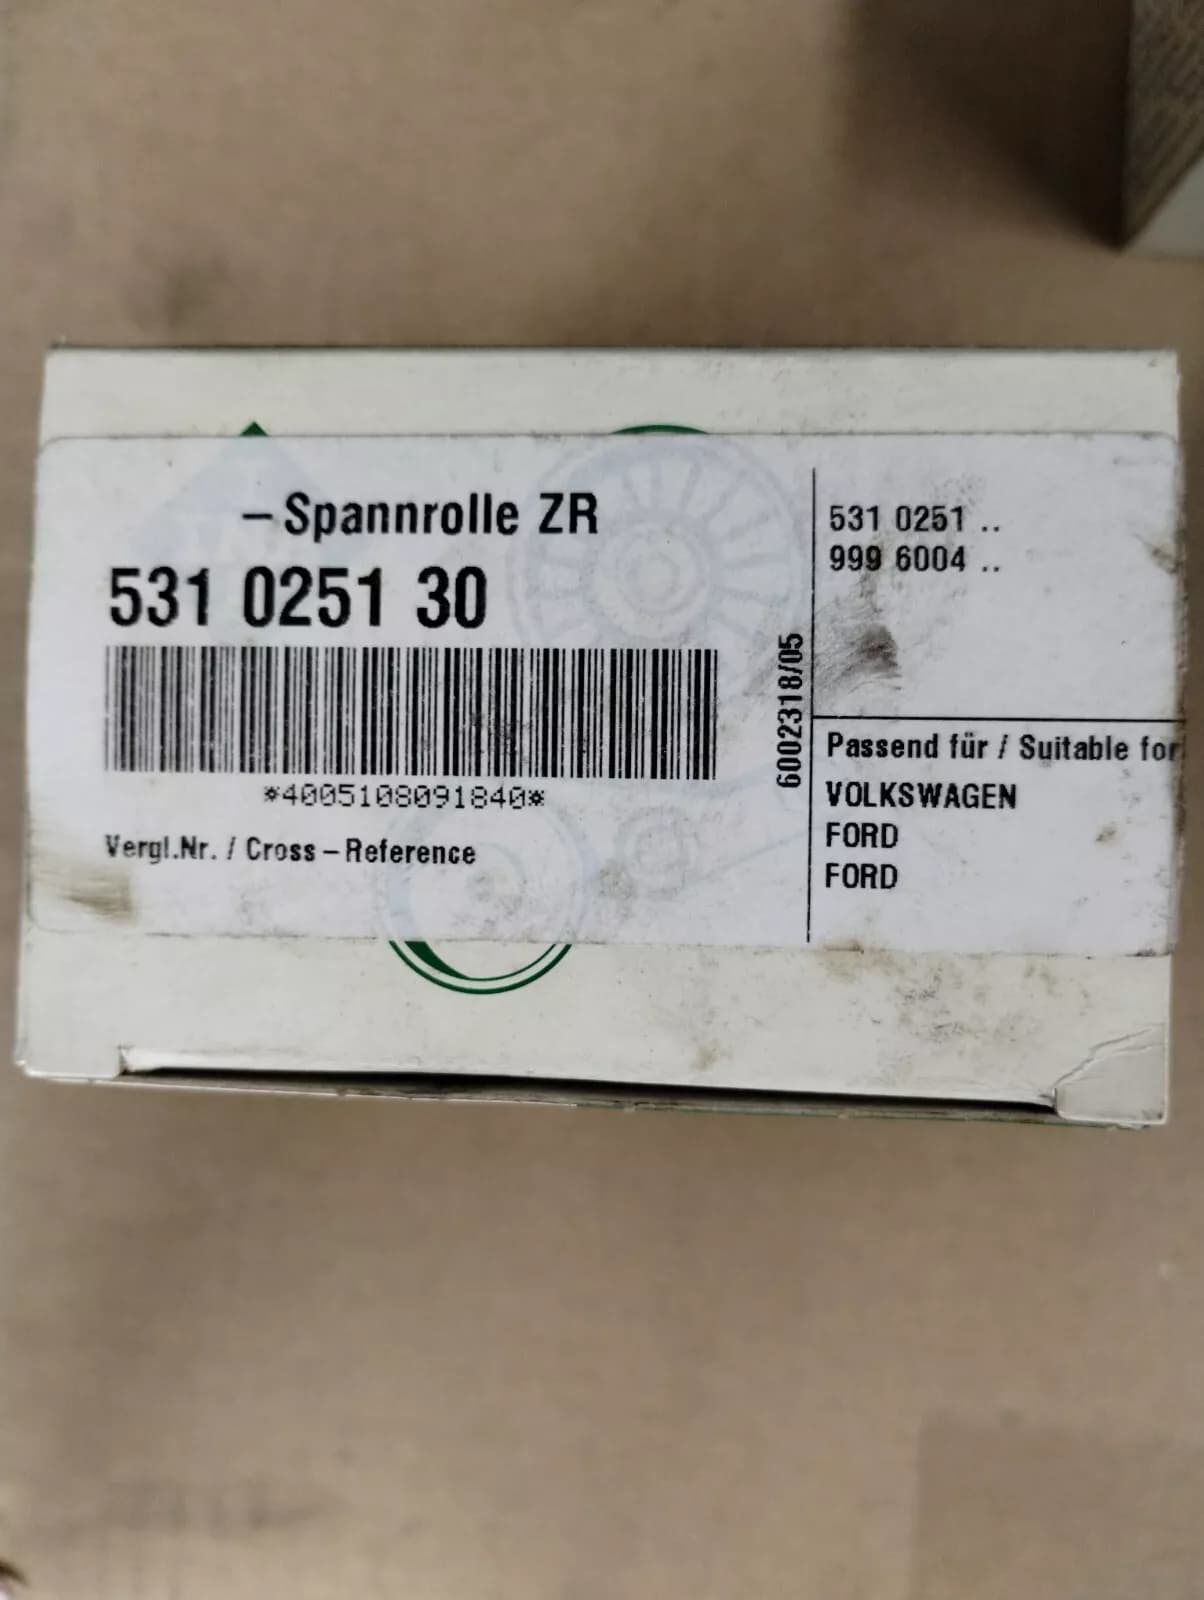 –Spannrolle ZR
531 0251 30
*4005108091840*
Vergl.Nr. / Cross–Reference
6002318/05
531 0251 ..
999 6004 ..
Passend für / Suitable for
VOLKSWAGEN
FORD
FORD